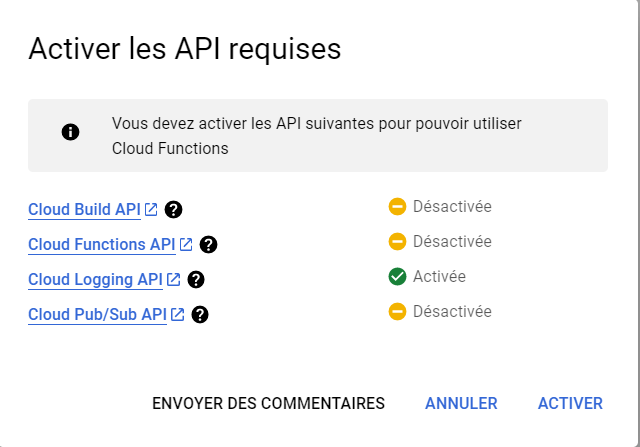 Activer les API requises
Vous devez activer les API suivantes pour pouvoir utiliser
Cloud Functions
Cloud Build API Désactivée
Cloud Functions API Désactivée
Cloud Logging API Activée
Cloud Pub/Sub API Désactivée
ENVOYER DES COMMENTAIRES ANNULER ACTIVER